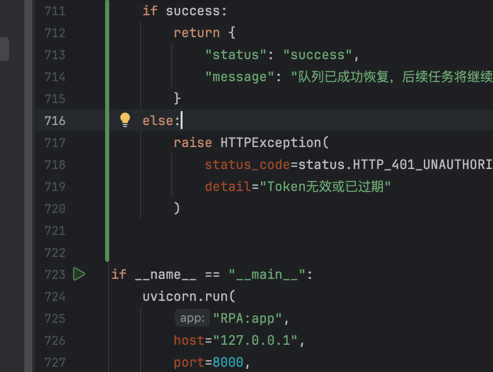 711 if success:
712 return {
713 "status": "success",
714 "message": "队列已成功恢复，后续任务将继续
715 }
716 else:
717 raise HTTPException(
718 status_code=status.HTTP_401_UNAUTHORI
719 detail="Token无效或已过期"
720 )
721
722
723 if __name__ == "__main__":
724 uvicorn.run(
725 app: "RPA:app",
726 host="127.0.0.1",
727 port=8000,